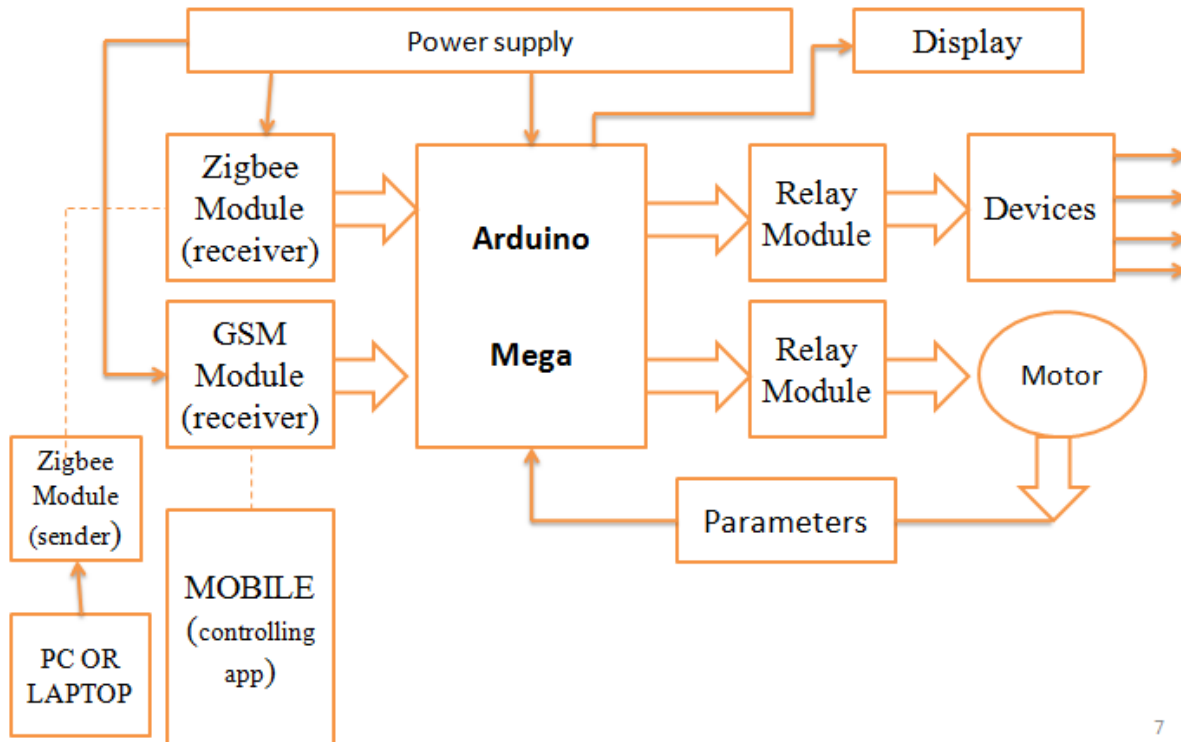 Power supply
Display
Zigbee
Module
(receiver)
Arduino
Mega
Relay
Module
Devices
GSM
Module
(receiver)
Relay
Module
Motor
Zigbee
Module
(sender)
Parameters
MOBILE
(controlling
app)
PC OR
LAPTOP
7